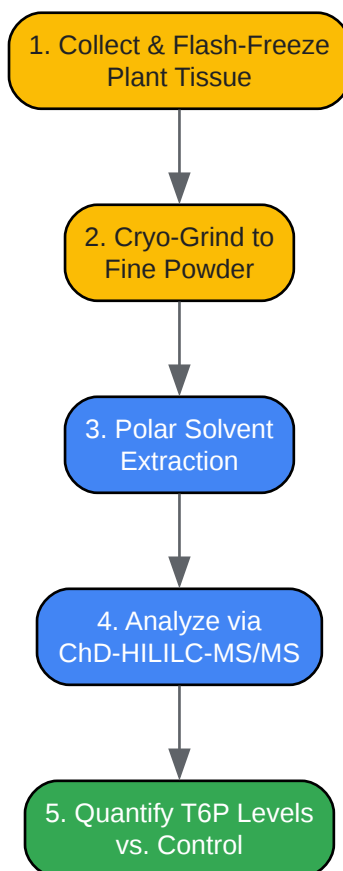 1. Collect & Flash-Freeze
Plant Tissue
2. Cryo-Grind to
Fine Powder
3. Polar Solvent
Extraction
4. Analyze via
ChD-HILILC-MS/MS
5. Quantify T6P Levels
vs. Control